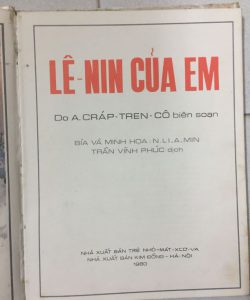 LÊ-NIN CỦA EM
Do A. CRÁP-TREN-CÔ biên soạn
BÌA VÀ MINH HỌA: N. LI. A. MIN
TRẦN VĨNH PHÚC dịch
NHÀ XUẤT BẢN TRẺ NHỎ-MÁT-XCƠ-VA
NHÀ XUẤT BẢN KIM ĐỒNG-HÀ NỘI
1980